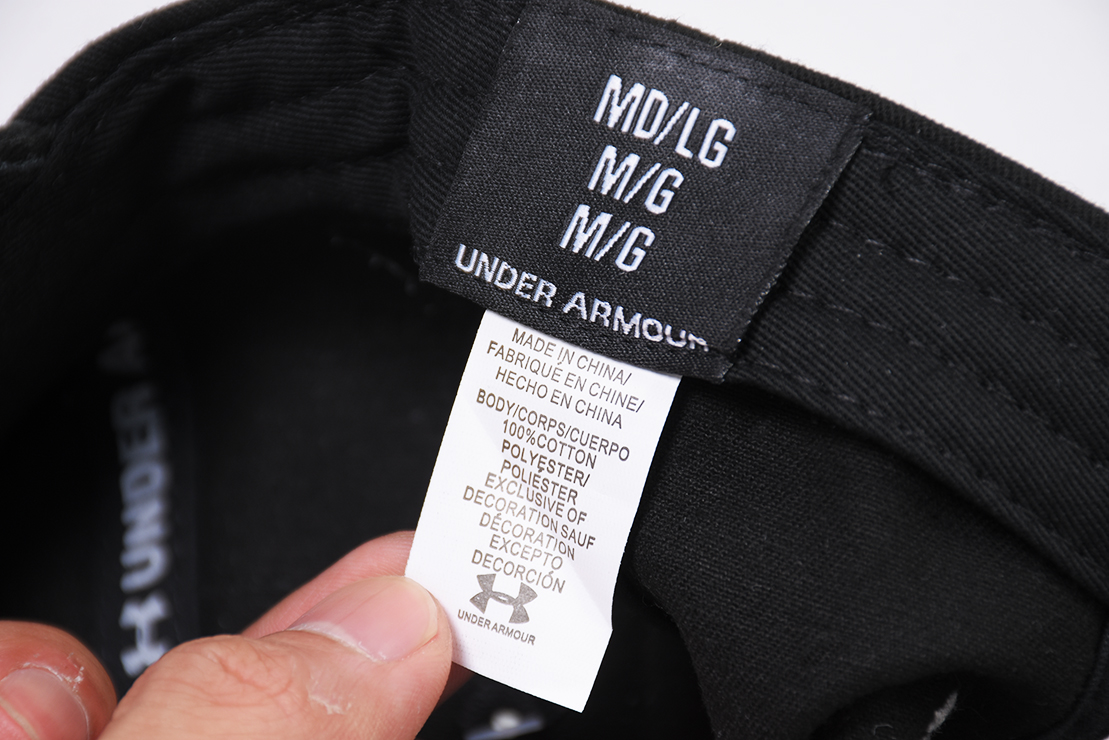 MD/LG
M/G
M/G
UNDER ARMOUR
MADE IN CHINA/
FABRIQUÉ EN CHINE/
HECHO EN CHINA
BODY/CORPS/CUERPO
100%COTTON
POLYESTER/
POLIÉSTER
EXCLUSIVE OF
DECORATION SAUF
DÉCORATION
EXCEPTO
DECORCIÓN
UNDER ARMOUR
UNDER A